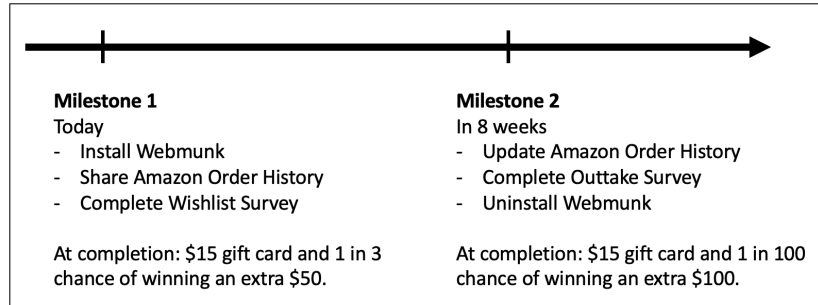 Milestone 1
Today
- Install Webmunk
- Share Amazon Order History
- Complete Wishlist Survey
At completion: $15 gift card and 1 in 3
chance of winning an extra $50.
Milestone 2
In 8 weeks
- Update Amazon Order History
- Complete Outtake Survey
- Uninstall Webmunk
At completion: $15 gift card and 1 in 100
chance of winning an extra $100.